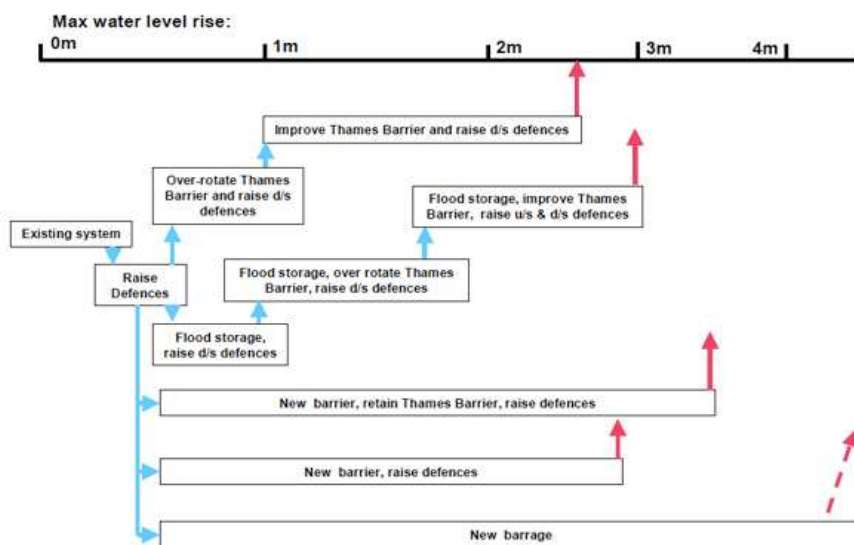 Max water level rise:
0m
1m
2m
3m
4m
Improve Thames Barrier and raise d/s defences
Over-rotate Thames
Barrier and raise d/s
defences
Flood storage, improve Thames
Barrier, raise u/s & d/s defences
Existing system
Raise
Defences
Flood storage, over rotate Thames
Barrier, raise d/s defences
Flood storage,
raise d/s defences
New barrier, retain Thames Barrier, raise defences
New barrier, raise defences
New barrage